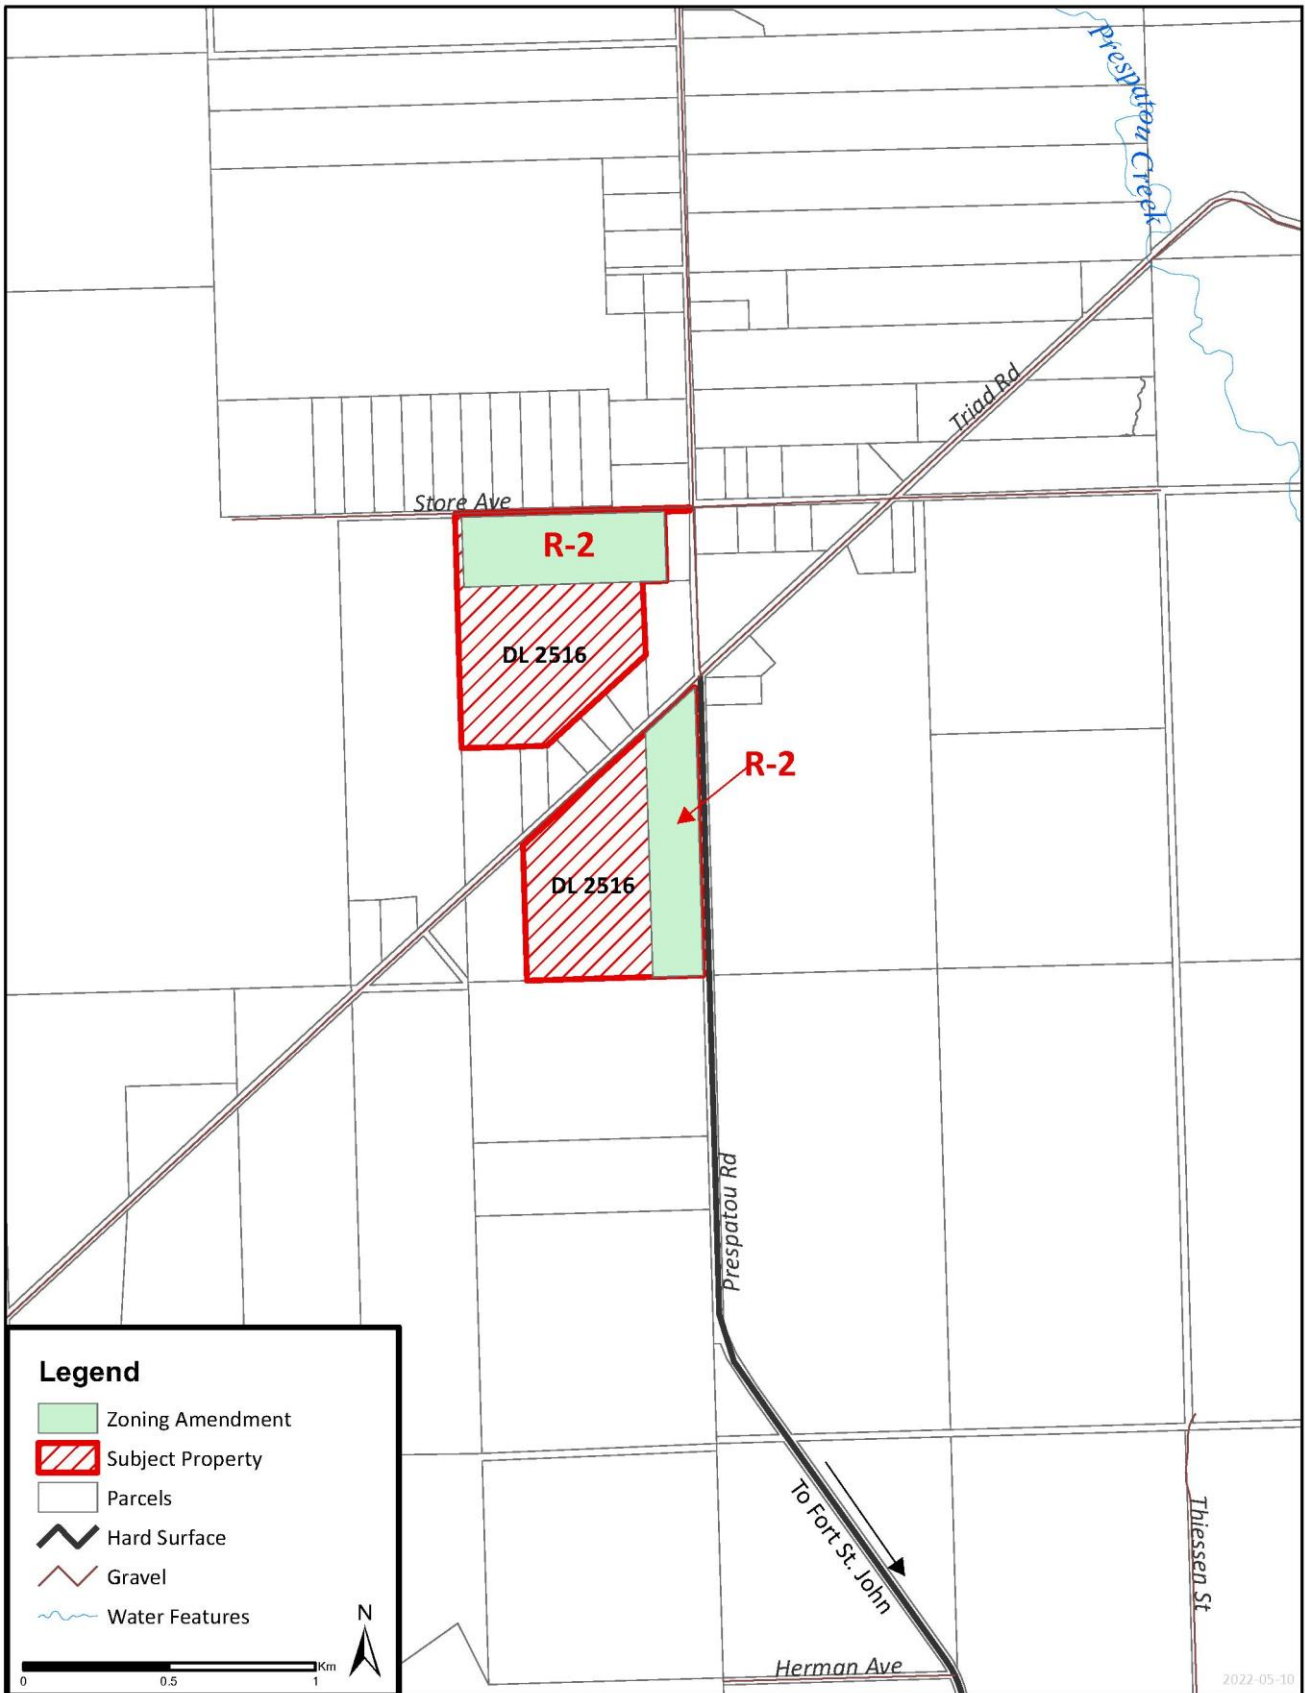 Prespatou Creek
Triad Rd
Store Ave
R-2
DL 2516
R-2
DL 2516
Prespatou Rd
To Fort St. John
Thiessen St
Herman Ave
Legend
Zoning Amendment
Subject Property
Parcels
Hard Surface
Gravel
Water Features
N
Km
0 0.5 1
2022-05-10